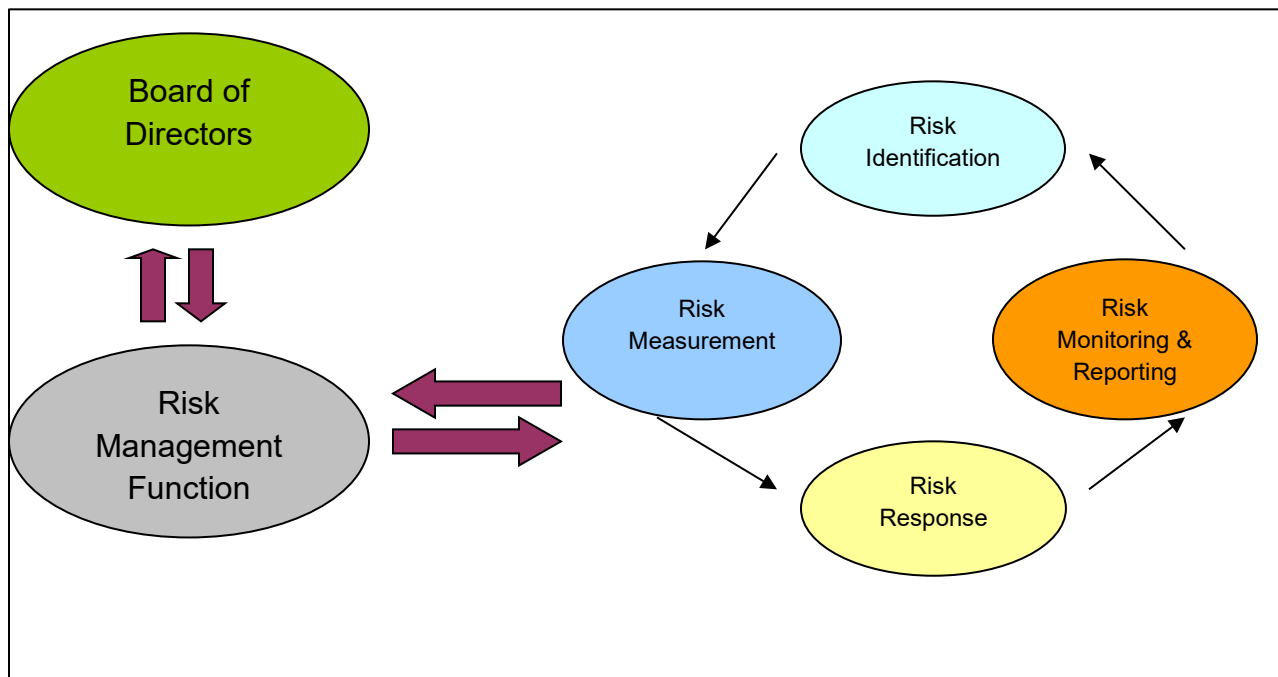 Board of
Directors
Risk
Management
Function
Risk
Identification
Risk
Measurement
Risk
Monitoring &
Reporting
Risk
Response